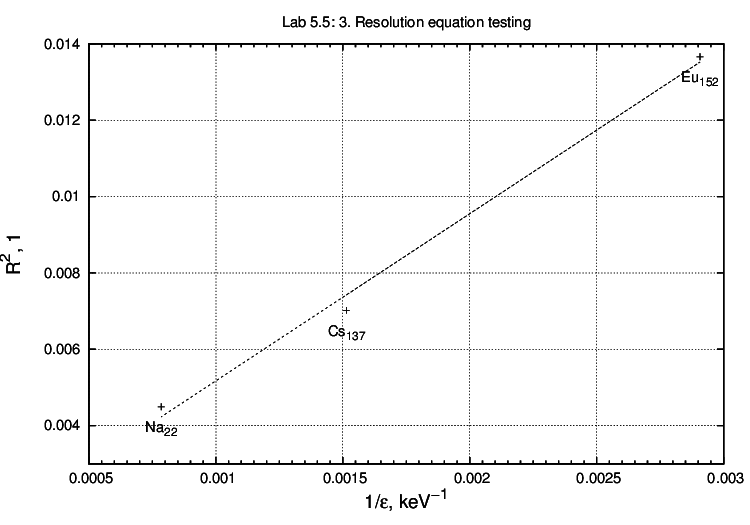 Lab 5.5: 3. Resolution equation testing
0.014
0.012
0.01
0.008
0.006
0.004
R², 1
Eu₁₅₂
Cs₁₃₇
Na₂₂
0.0005 0.001 0.0015 0.002 0.0025 0.003
1/ε, keV⁻¹